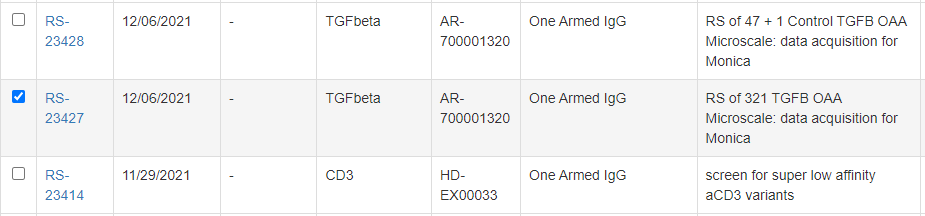 RS-
23428
12/06/2021
-
TGFbeta
AR-
700001320
One Armed IgG
RS of 47 + 1 Control TGFB OAA
Microscale: data acquisition for
Monica
RS-
23427
12/06/2021
-
TGFbeta
AR-
700001320
One Armed IgG
RS of 321 TGFB OAA
Microscale: data acquisition for
Monica
RS-
23414
11/29/2021
-
CD3
HD-
EX00033
One Armed IgG
screen for super low affinity
aCD3 variants